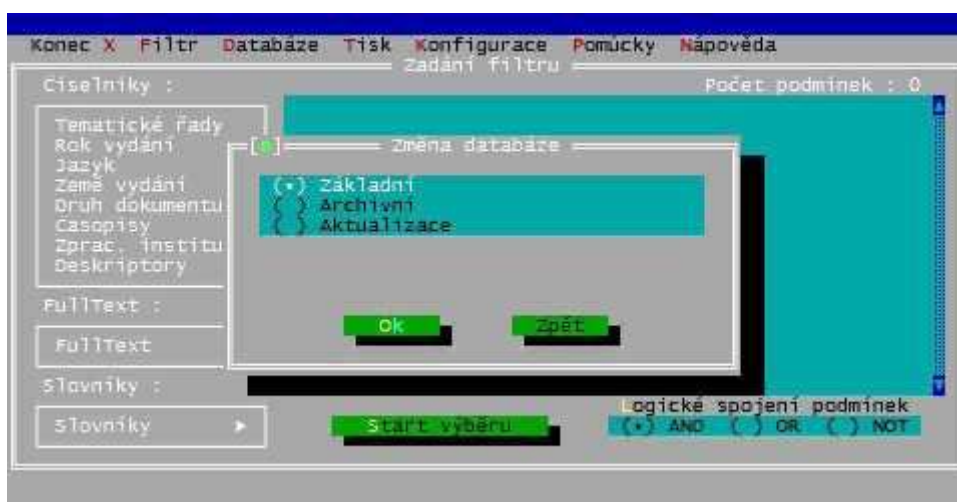 Konec X Filtr Databáze Tisk Konfigurace Pomůcky Nápověda
Zadání filtru
Číselníky : Počet podmínek : 0
Tematické řady
Rok vydání
Jazyk
Země vydání
Druh dokumentu
Časopisy
Zprac. institu
Deskriptory
Změna databáze
(•) Základní
( ) Archivní
( ) Aktualizace
Ok Zpět
FullText :
FullText
Slovníky :
Slovníky ►
Start výběru
Logické spojení podmínek
(•) AND ( ) OR ( ) NOT